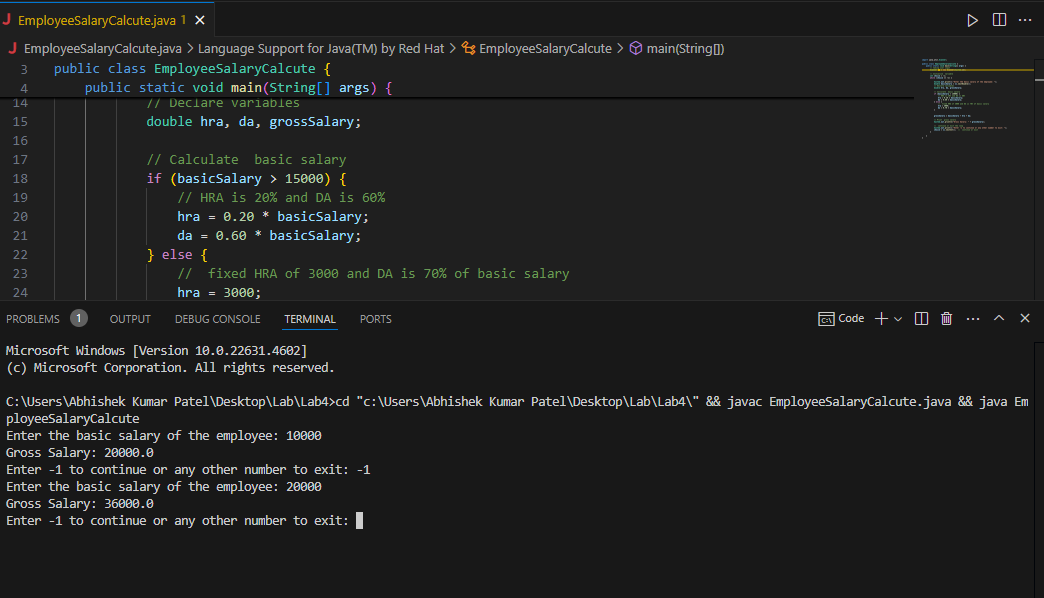 J EmployeeSalaryCalcute.java 1 ×
J EmployeeSalaryCalcute.java > Language Support for Java(TM) by Red Hat > EmployeeSalaryCalcute > main(String[])
3 public class EmployeeSalaryCalcute {
4 public static void main(String[] args) {
14 // Declare variables
15 double hra, da, grossSalary;
16
17 // Calculate  basic salary
18 if (basicSalary > 15000) {
19 // HRA is 20% and DA is 60%
20 hra = 0.20 * basicSalary;
21 da = 0.60 * basicSalary;
22 } else {
23 //  fixed HRA of 3000 and DA is 70% of basic salary
24 hra = 3000;
PROBLEMS 1 OUTPUT DEBUG CONSOLE TERMINAL PORTS Code
Microsoft Windows [Version 10.0.22631.4602]
(c) Microsoft Corporation. All rights reserved.
C:\Users\Abhishek Kumar Patel\Desktop\Lab\Lab4>cd "c:\Users\Abhishek Kumar Patel\Desktop\Lab\Lab4\" && javac EmployeeSalaryCalcute.java && java Em
ployeeSalaryCalcute
Enter the basic salary of the employee: 10000
Gross Salary: 20000.0
Enter -1 to continue or any other number to exit: -1
Enter the basic salary of the employee: 20000
Gross Salary: 36000.0
Enter -1 to continue or any other number to exit: